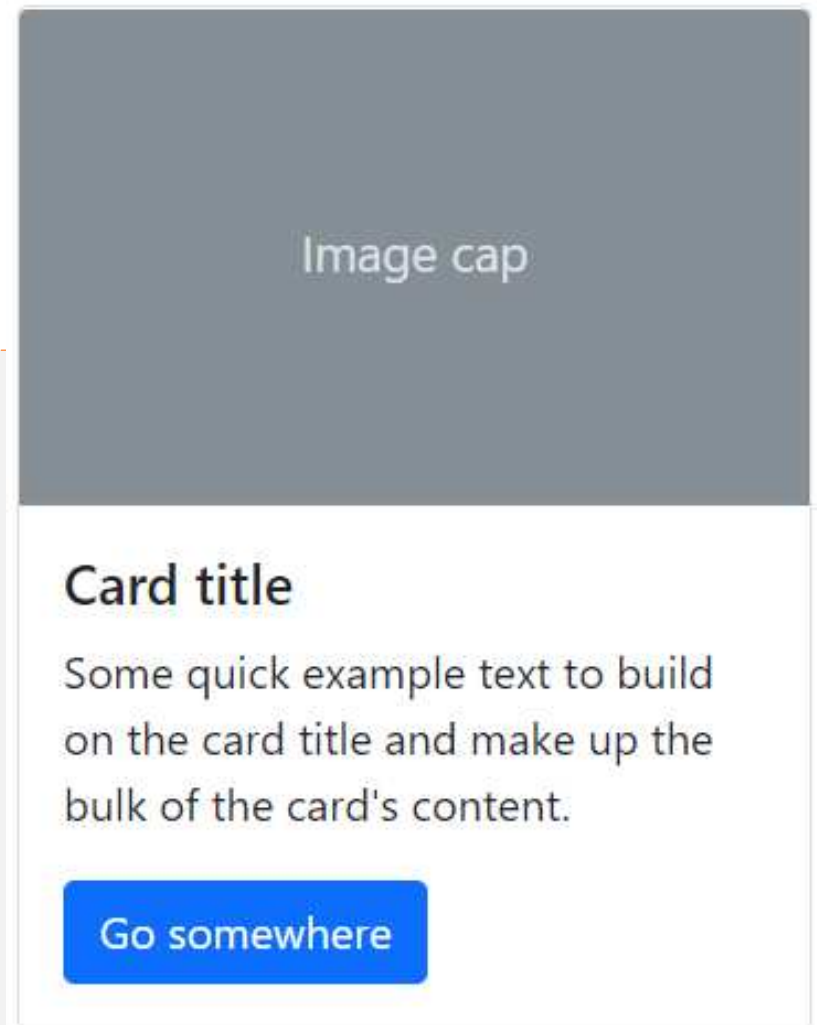 Image cap
Card title
Some quick example text to build
on the card title and make up the
bulk of the card's content.
Go somewhere